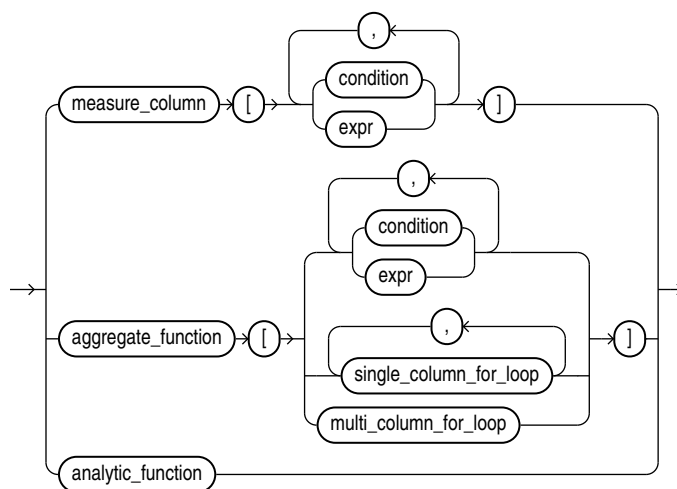 ,
condition
measure_column [ ]
expr
,
condition
expr
,
aggregate_function [ ]
single_column_for_loop
multi_column_for_loop
analytic_function